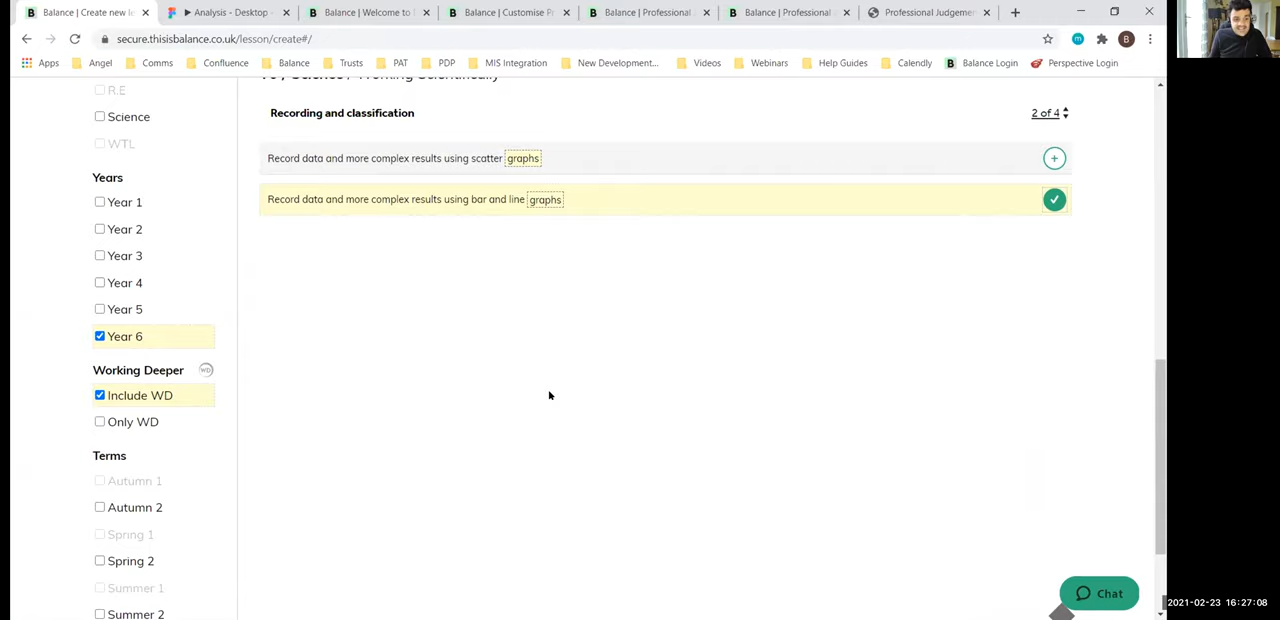 Balance | Create new le
Analysis - Desktop -
Balance | Welcome to
Balance | Customise Pr
Balance | Professional
Balance | Professional
Professional Judgeme
secure.thisisbalance.co.uk/lesson/create#/
B
Apps
Angel
Comms
Confluence
Balance
Trusts
PAT
PDP
MIS Integration
New Development...
Videos
Webinars
Help Guides
Calendly
Balance Login
Perspective Login
Working Scientifically
R.E
Science
WTL
Recording and classification
2 of 4
Record data and more complex results using scatter graphs
Record data and more complex results using bar and line graphs
Years
Year 1
Year 2
Year 3
Year 4
Year 5
Year 6
Working Deeper
WD
Include WD
Only WD
Terms
Autumn 1
Autumn 2
Spring 1
Spring 2
Summer 1
Summer 2
Chat
2021-02-23 16:27:08